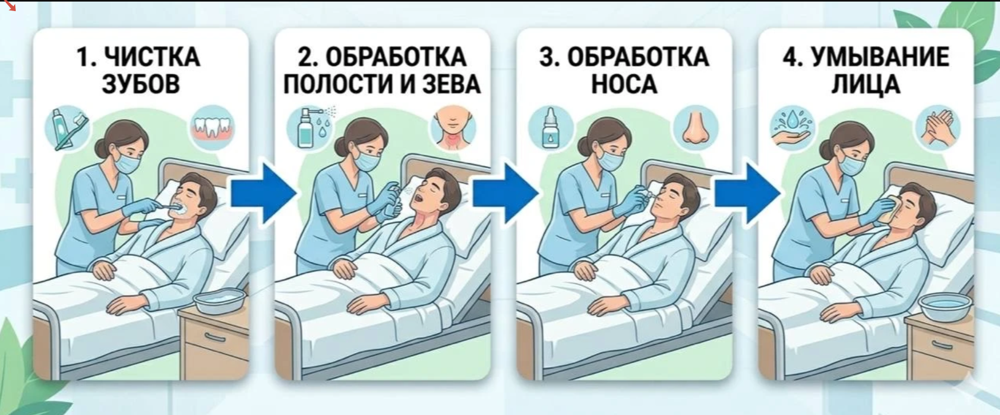 1. ЧИСТКА
ЗУБОВ
2. ОБРАБОТКА
ПОЛОСТИ И ЗЕВА
3. ОБРАБОТКА
НОСА
4. УМЫВАНИЕ
ЛИЦА